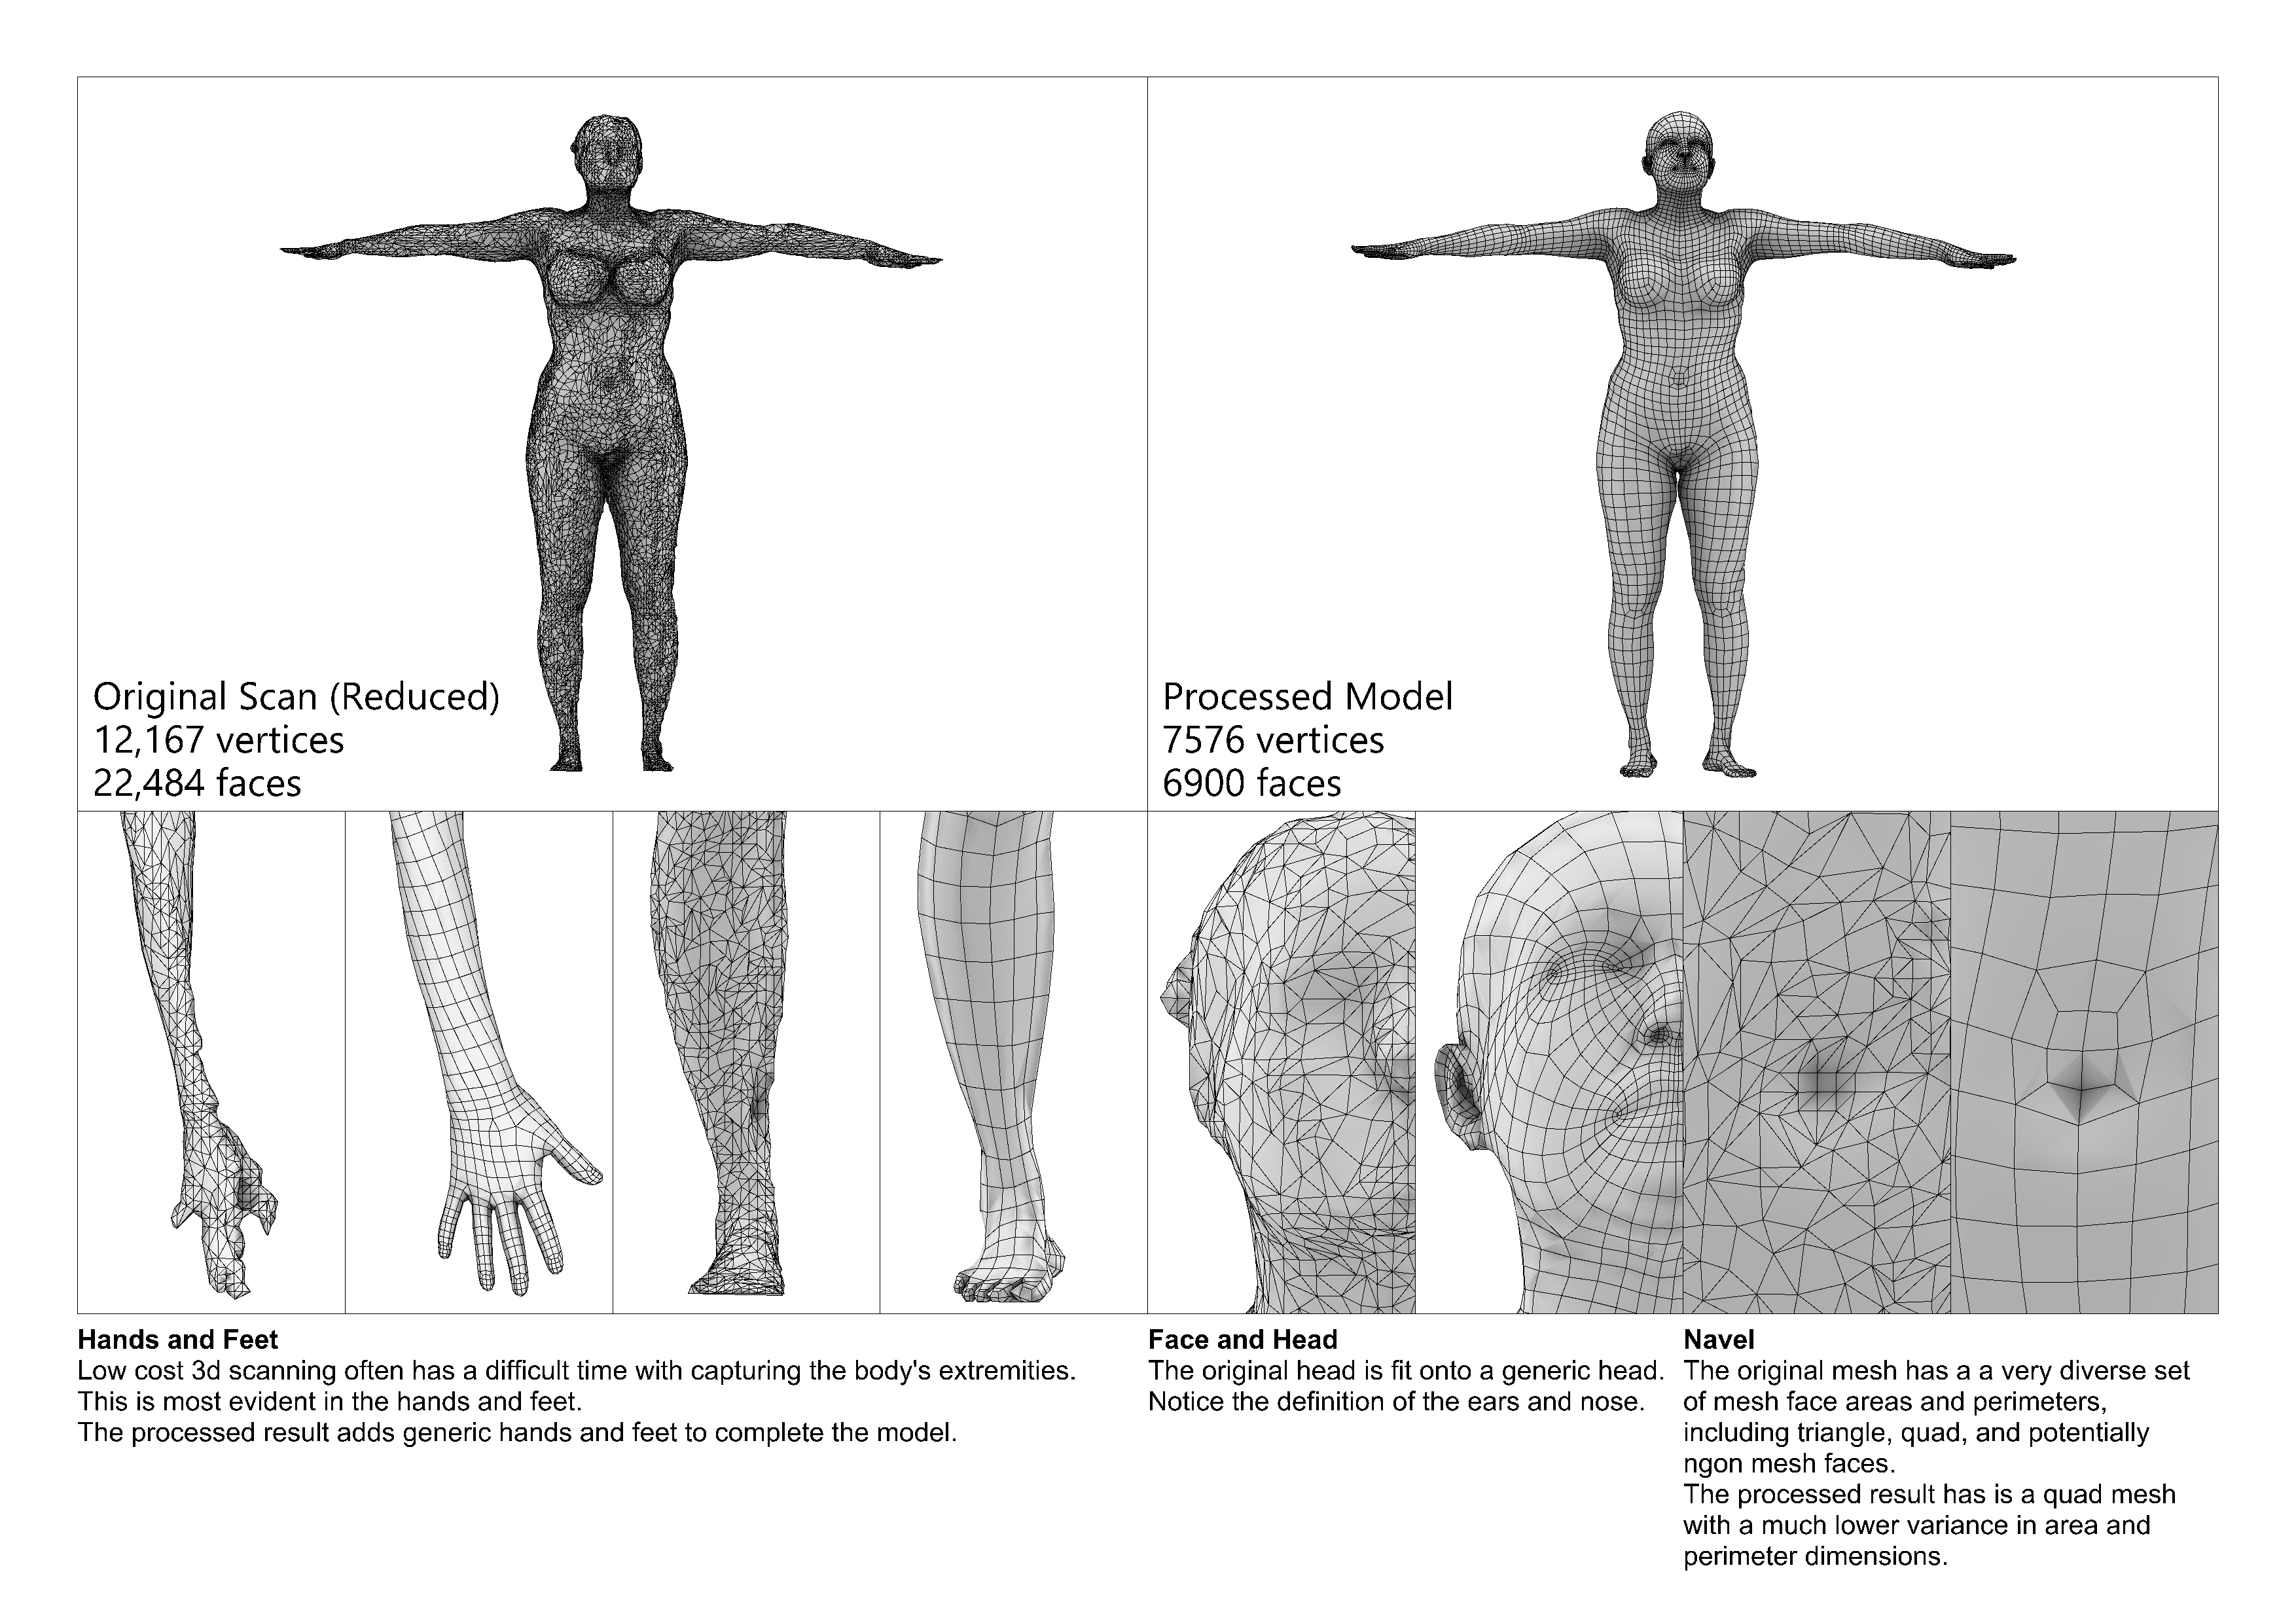 Original Scan (Reduced)
12,167 vertices
22,484 faces
Processed Model
7576 vertices
6900 faces
Hands and Feet
Low cost 3d scanning often has a difficult time with capturing the body's extremities.
This is most evident in the hands and feet.
The processed result adds generic hands and feet to complete the model.
Face and Head
The original head is fit onto a generic head.
Notice the definition of the ears and nose.
Navel
The original mesh has a a very diverse set
of mesh face areas and perimeters,
including triangle, quad, and potentially
ngon mesh faces.
The processed result has is a quad mesh
with a much lower variance in area and
perimeter dimensions.